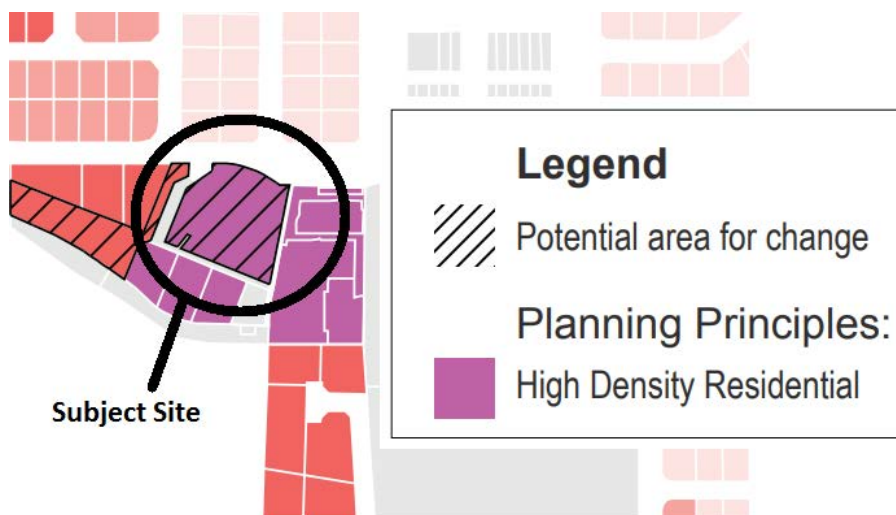 Legend
Potential area for change
Planning Principles:
High Density Residential
Subject Site